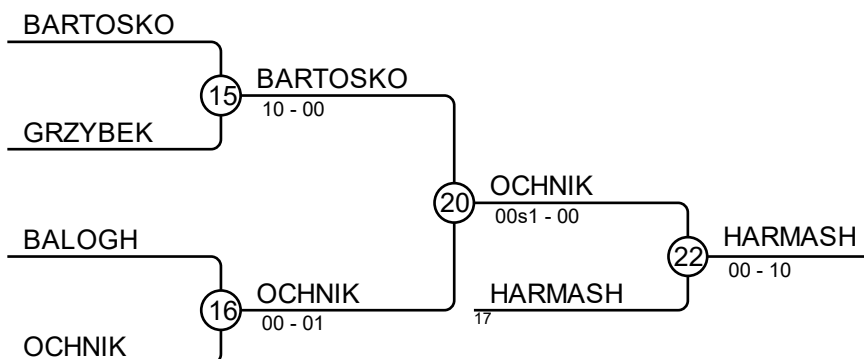 BARTOSKO
15
BARTOSKO
10 - 00
GRZYBEK
20
OCHNIK
00s1 - 00
BALOGH
22
HARMASH
00 - 10
16
OCHNIK
00 - 01
HARMASH
17
OCHNIK